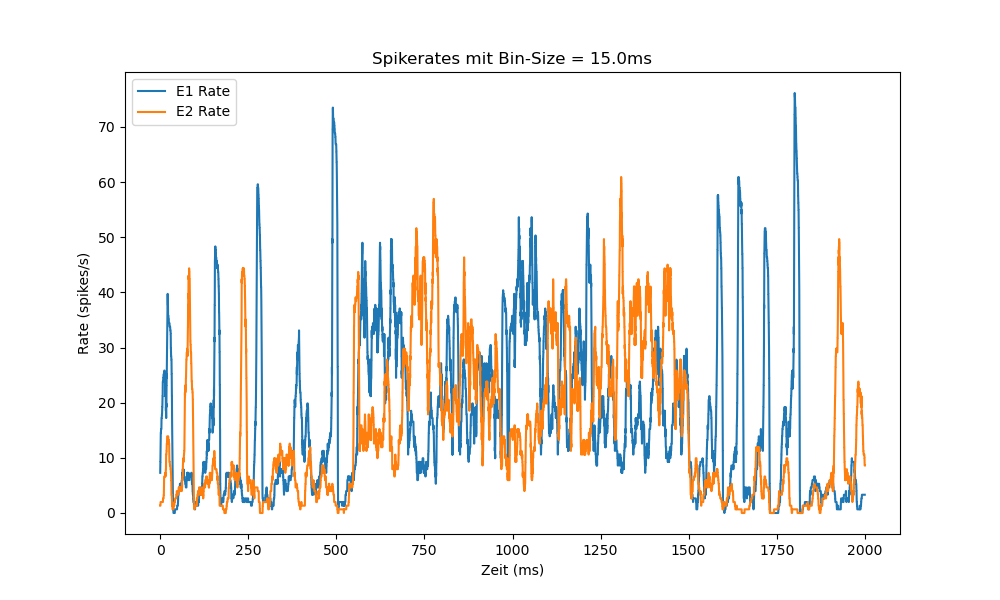 Spikerates mit Bin-Size = 15.0ms
E1 Rate
E2 Rate
Rate (spikes/s)
70
60
50
40
30
20
10
0
0 250 500 750 1000 1250 1500 1750 2000
Zeit (ms)